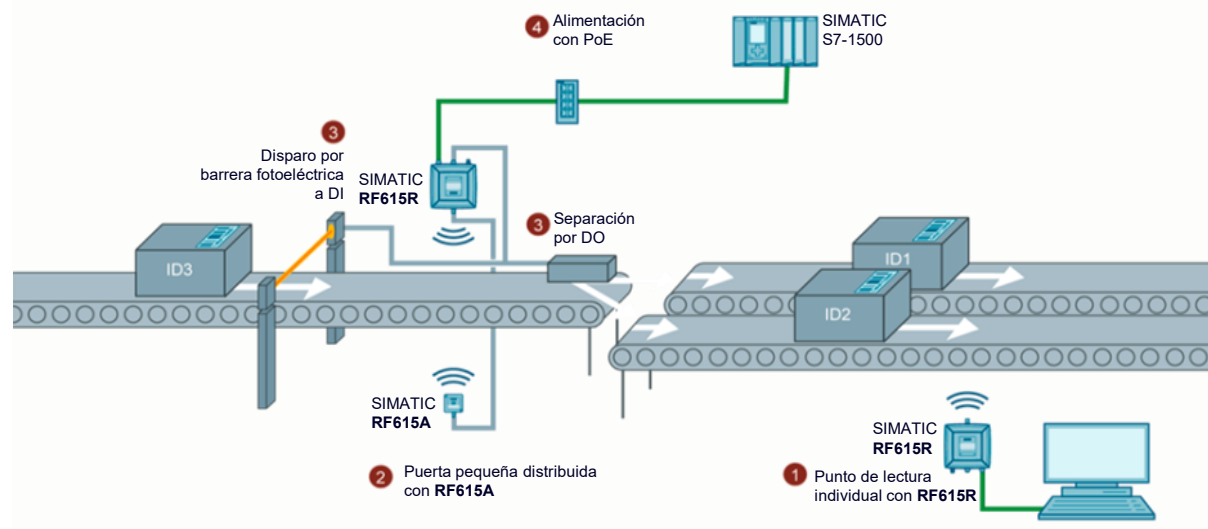 4
Alimentación
con PoE
SIMATIC
S7-1500
3
Disparo por
barrera fotoeléctrica
a DI
SIMATIC
RF615R
3
Separación
por DO
ID3
ID1
ID2
SIMATIC
RF615A
2
Puerta pequeña distribuida
con RF615A
SIMATIC
RF615R
1
Punto de lectura
individual con RF615R